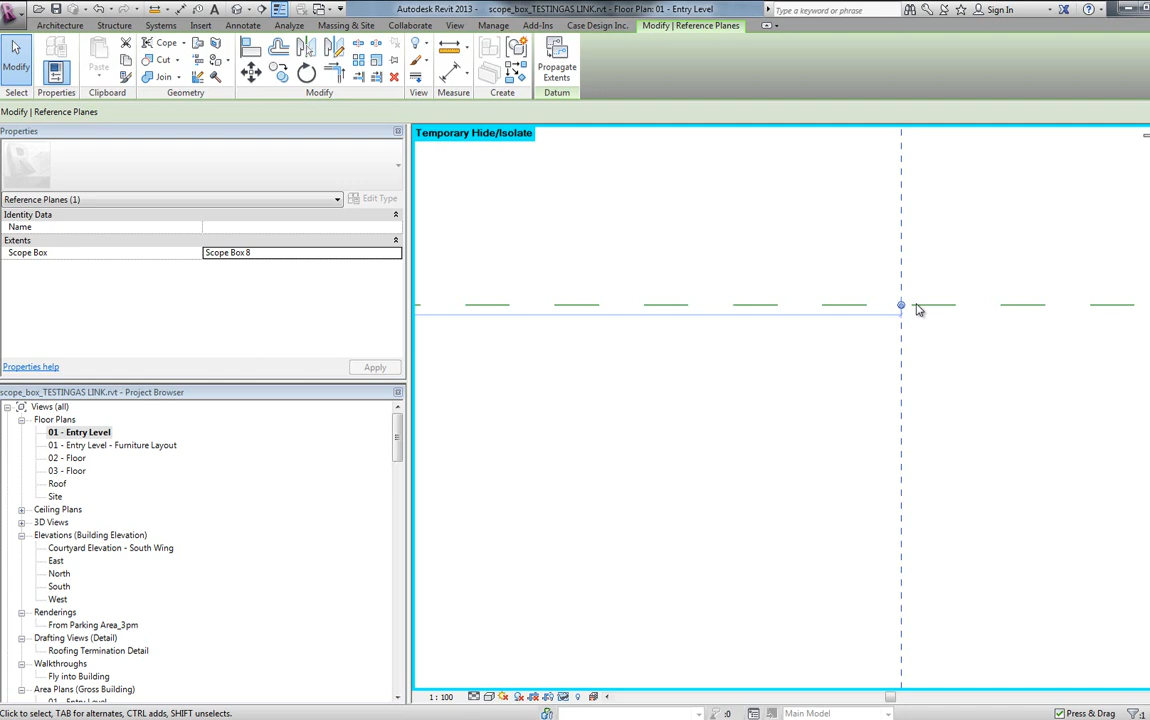 Autodesk Revit 2013 - scope_box_TESTINGAS LINK.rvt - Floor Plan: 01 - Entry Level
Type a keyword or phrase
Sign In
Architecture Structure Systems Insert Annotate Analyze Massing & Site Collaborate View Manage Add-Ins Case Design Inc. Modify | Reference Planes
Modify Paste Cope Cut Join Propagate Extents
Select Properties Clipboard Geometry Modify View Measure Create Datum
Modify | Reference Planes
Properties
Temporary Hide/Isolate
Reference Planes (1) Edit Type
Identity Data
Name
Extents
Scope Box Scope Box 8
Properties help Apply
scope_box_TESTINGAS LINK.rvt - Project Browser
Views (all)
Floor Plans
01 - Entry Level
01 - Entry Level - Furniture Layout
02 - Floor
03 - Floor
Roof
Site
Ceiling Plans
3D Views
Elevations (Building Elevation)
Courtyard Elevation - South Wing
East
North
South
West
Renderings
From Parking Area_3pm
Drafting Views (Detail)
Roofing Termination Detail
Walkthroughs
Fly into Building
Area Plans (Gross Building)
01 - Entry Level
1 : 100
Click to select, TAB for alternates, CTRL adds, SHIFT unselects.
:0 Main Model Press & Drag :1